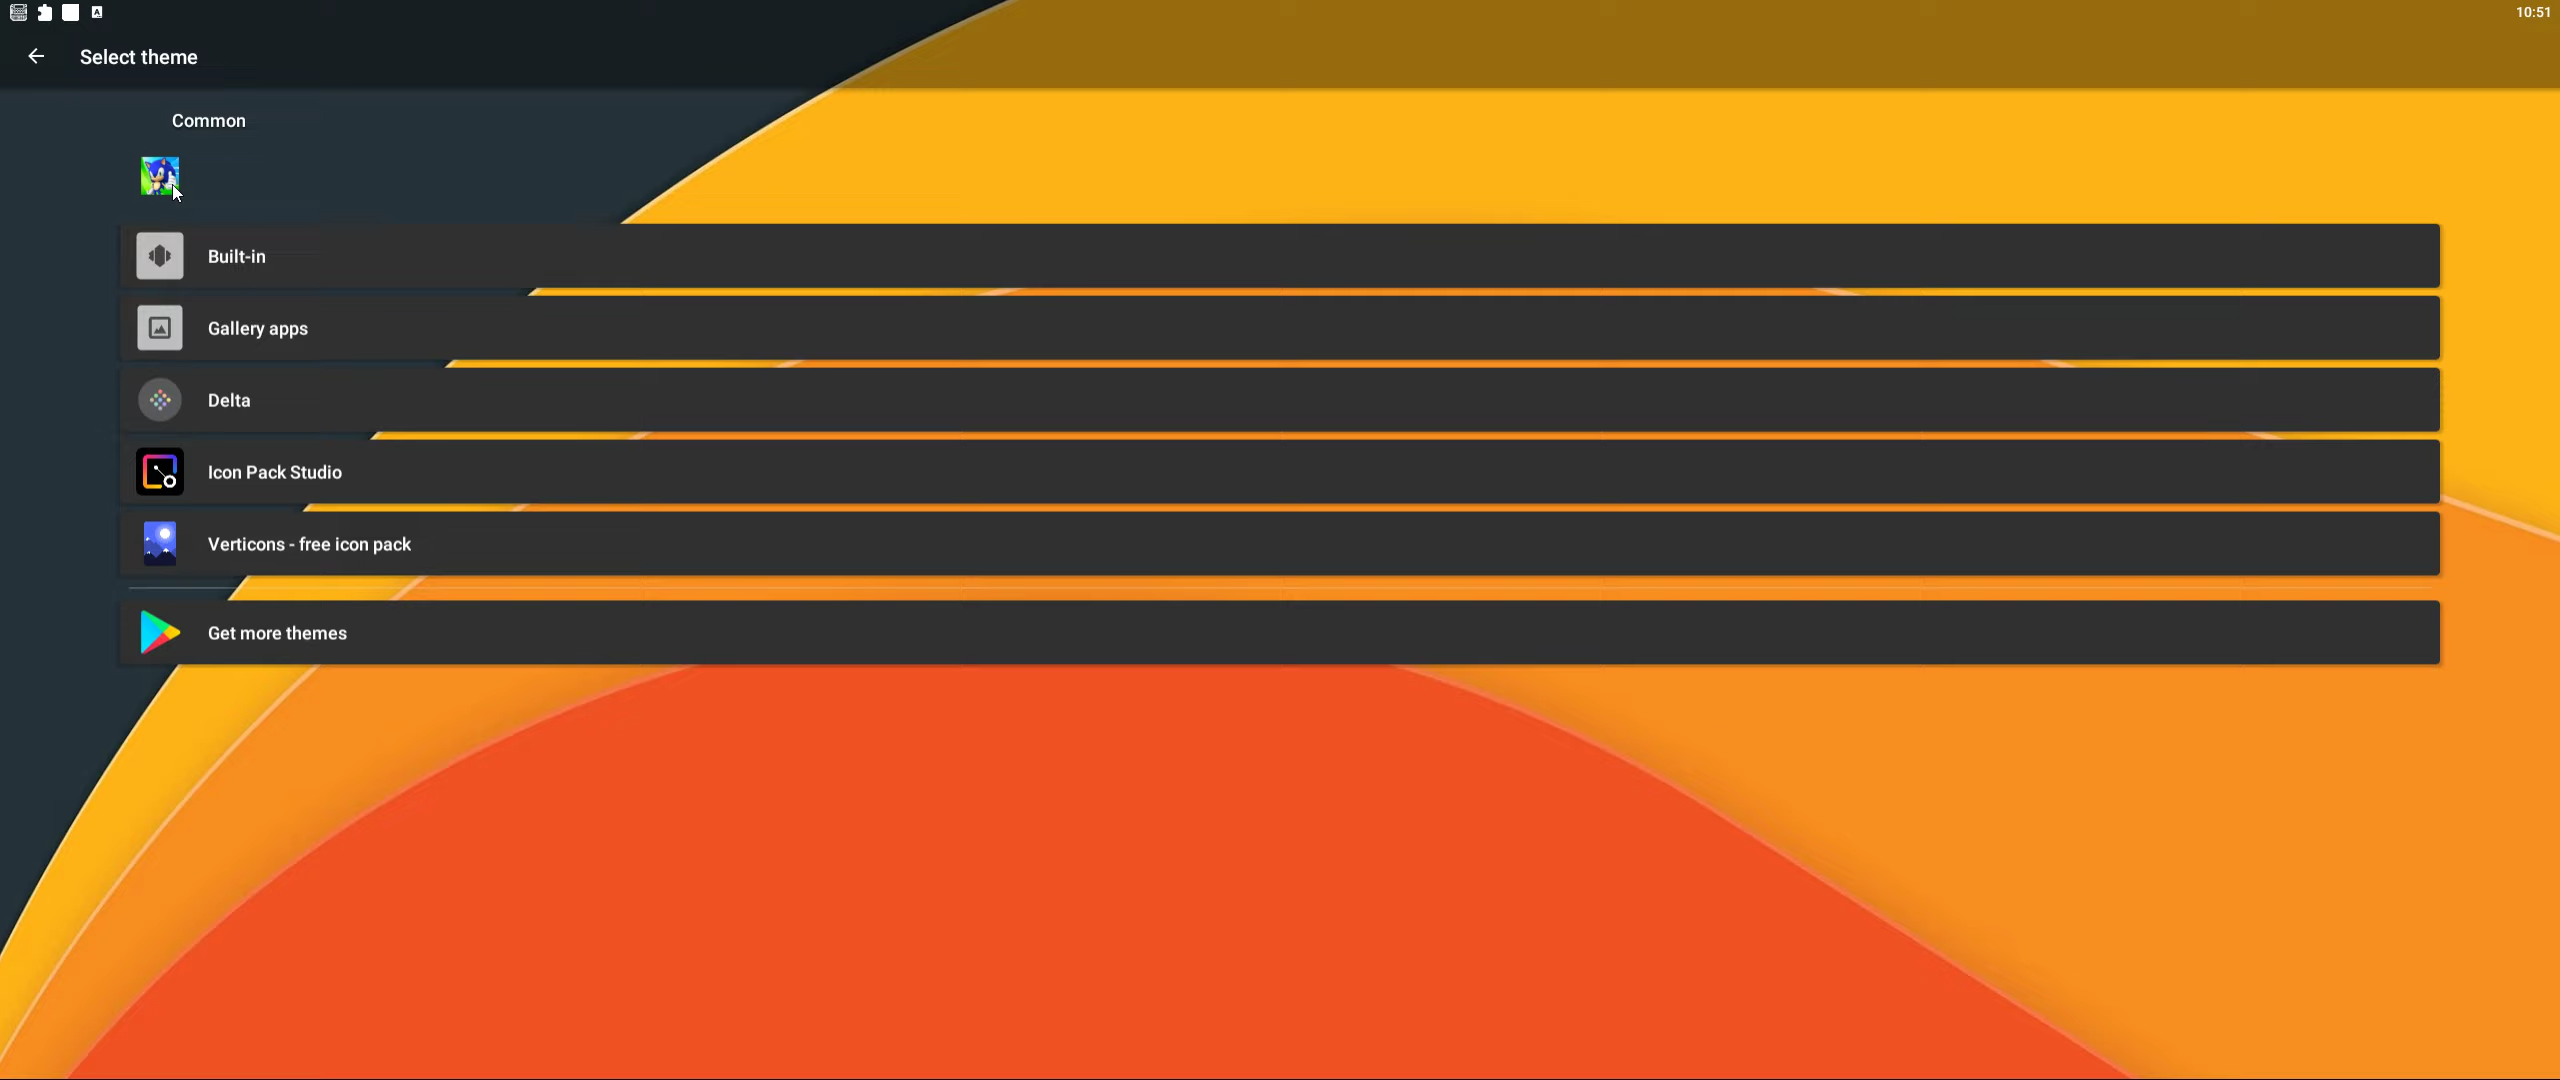 10:51
Select theme
Common
Built-in
Gallery apps
Delta
Icon Pack Studio
Verticons - free icon pack
Get more themes